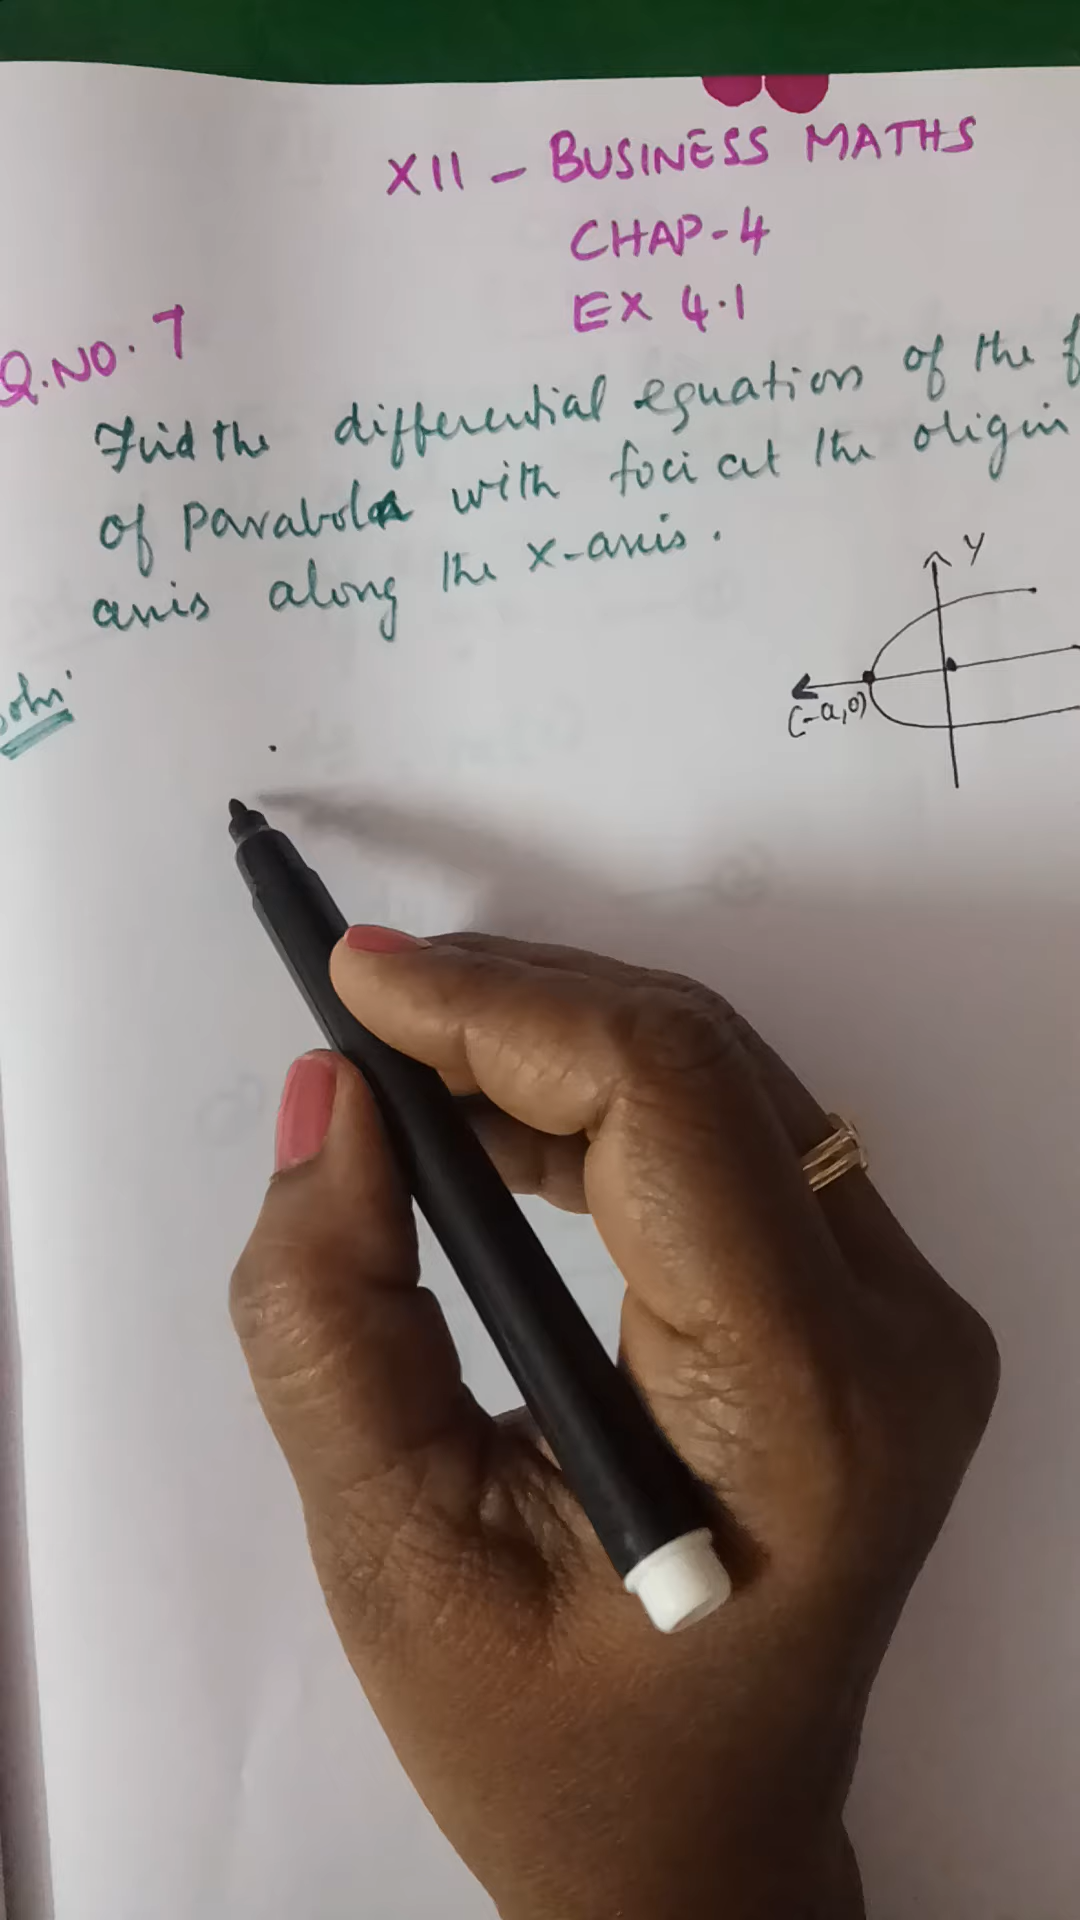 XII - BUSINESS MATHS
CHAP-4
EX 4.1
Q.NO. 7
Find the differential equation of the f
of Parabola with foci at the origin
axis along the x-axis.
Soln:
Y
(-a,0)